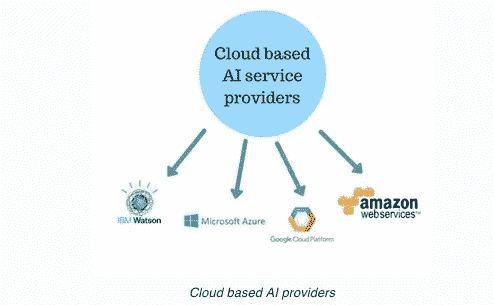 Cloud based
AI service
providers
IBM Watson
Microsoft Azure
Google Cloud Platform
amazon
webservices™
Cloud based AI providers